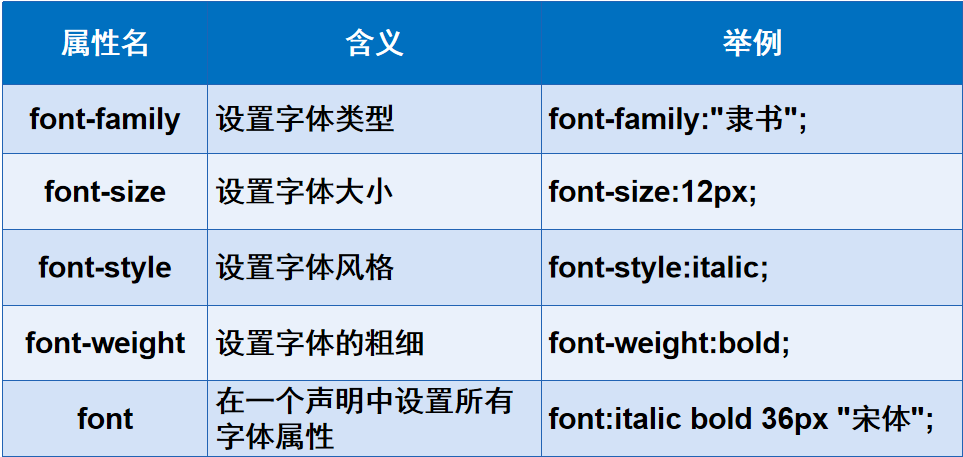 属性名 含义 举例
font-family 设置字体类型 font-family:"隶书";
font-size 设置字体大小 font-size:12px;
font-style 设置字体风格 font-style:italic;
font-weight 设置字体的粗细 font-weight:bold;
font 在一个声明中设置所有 font:italic bold 36px "宋体";
字体属性